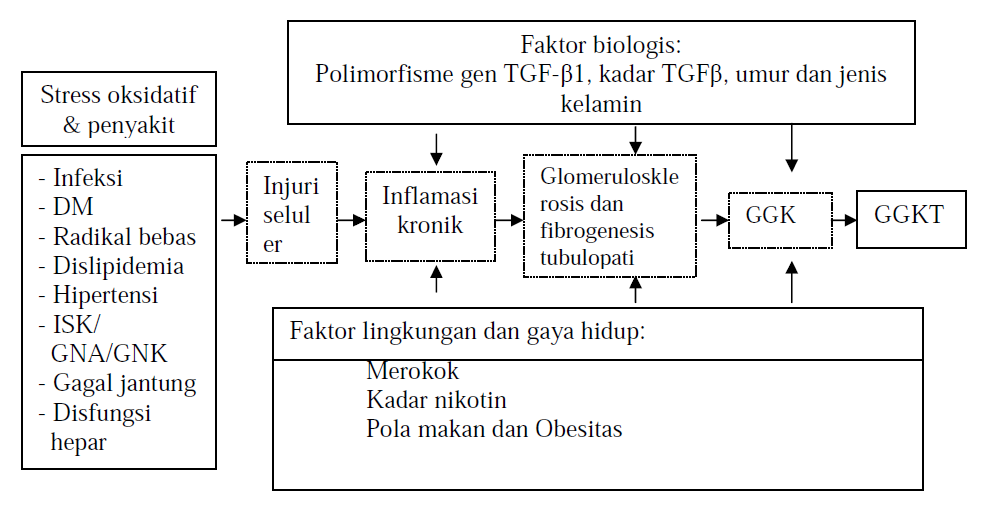 Faktor biologis:
Polimorfisme gen TGF-β1, kadar TGFβ, umur dan jenis
kelamin
Stress oksidatif
& penyakit
- Infeksi
- DM
- Radikal bebas
- Dislipidemia
- Hipertensi
- ISK/
GNA/GNK
- Gagal jantung
- Disfungsi
hepar
Injuri
selul
er
Inflamasi
kronik
Glomeruloskle
rosis dan
fibrogenesis
tubulopati
GGK
GGKT
Faktor lingkungan dan gaya hidup:
Merokok
Kadar nikotin
Pola makan dan Obesitas